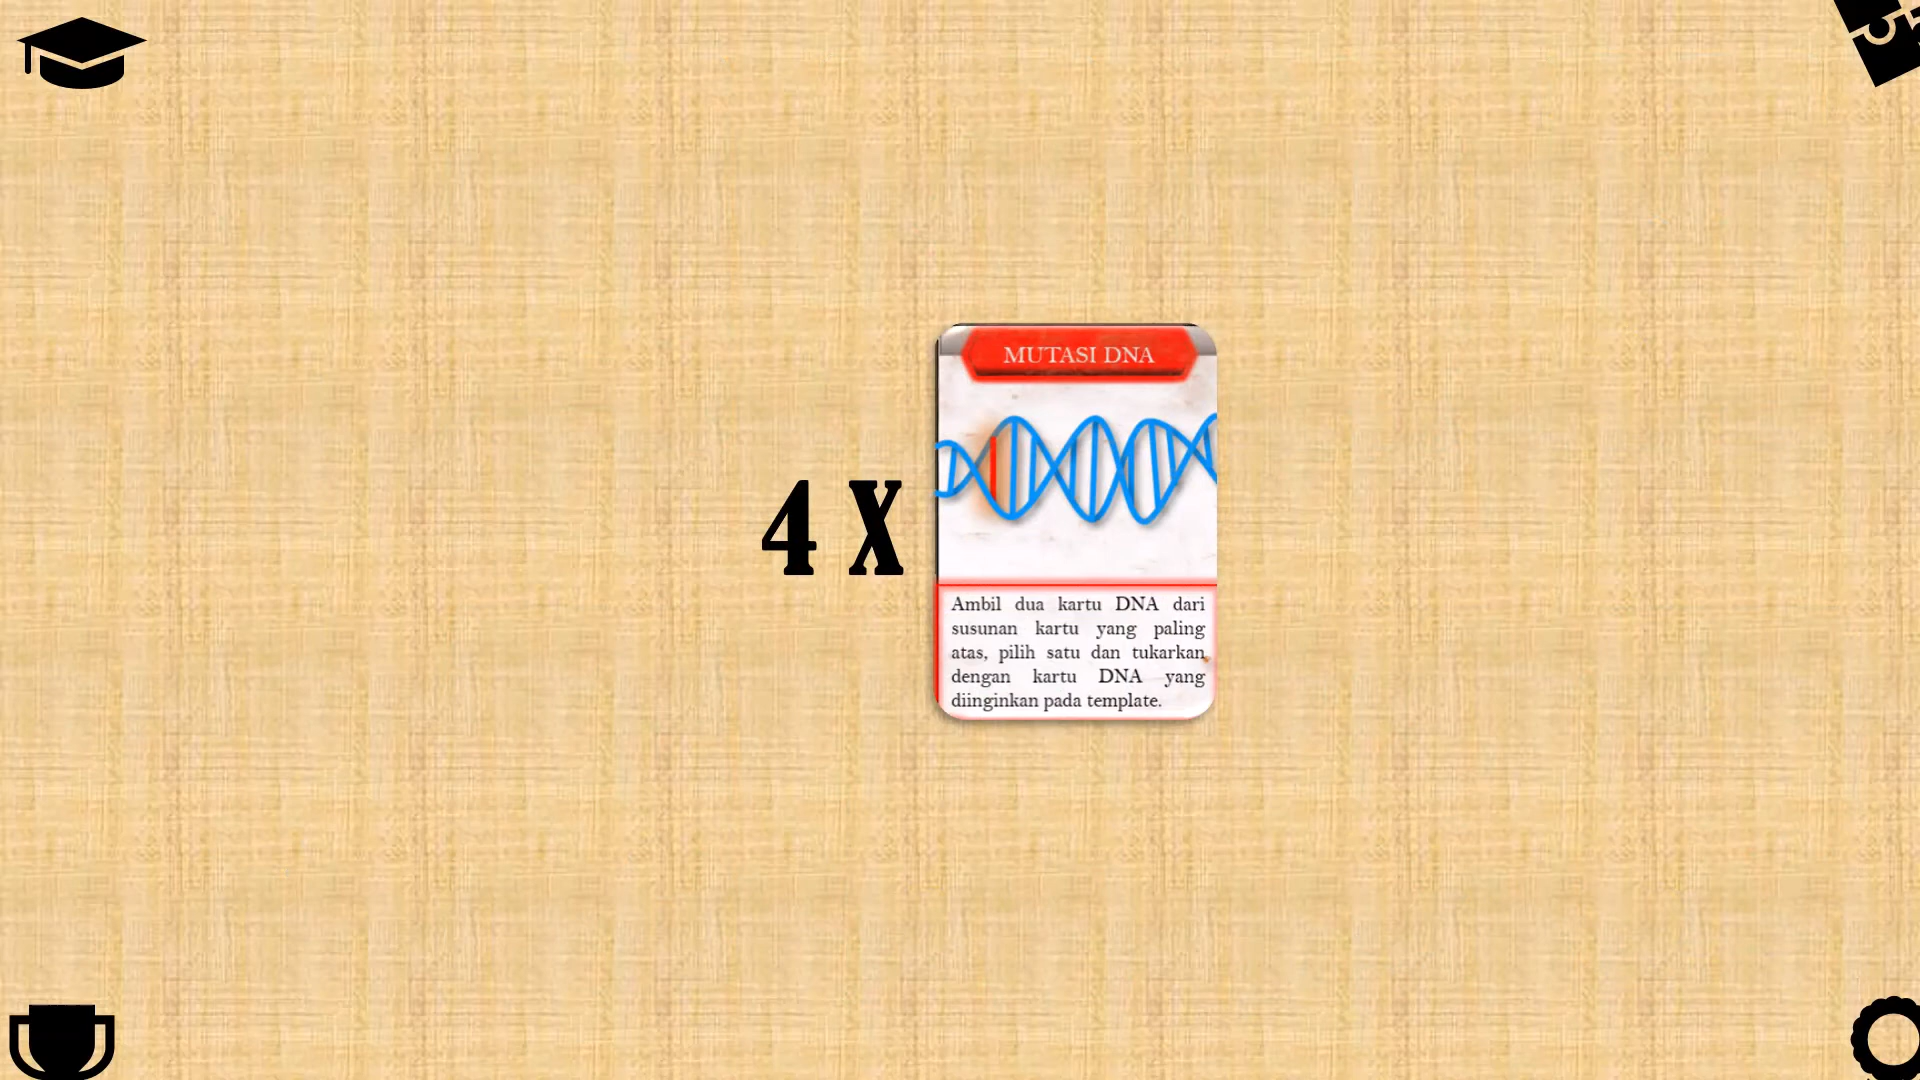 4 X
MUTASI DNA
Ambil dua kartu DNA dari
susunan kartu yang paling
atas, pilih satu dan tukarkan
dengan kartu DNA yang
diinginkan pada template.